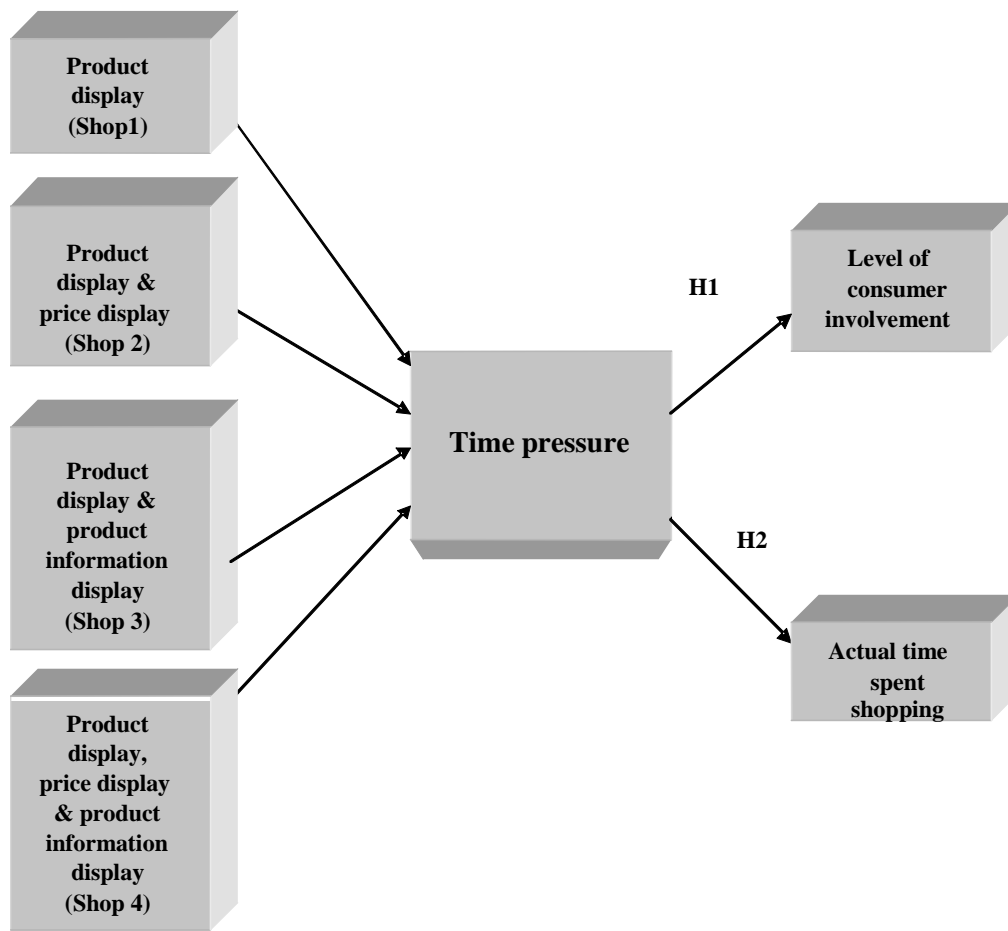 Product
display
(Shop1)
Product
display &
price display
(Shop 2)
Product
display &
product
information
display
(Shop 3)
Product
display,
price display
& product
information
display
(Shop 4)
Time pressure
H1
H2
Level of
consumer
involvement
Actual time
spent
shopping